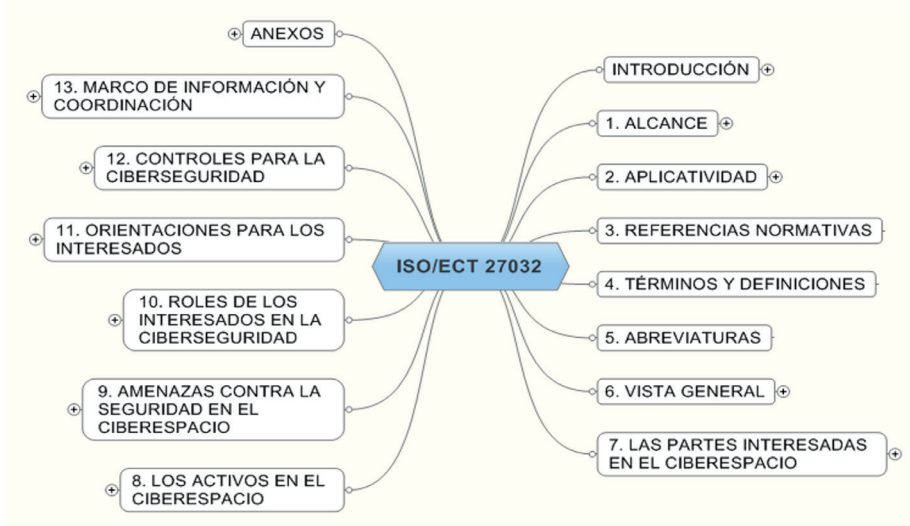 ISO/ECT 27032
INTRODUCCIÓN
1. ALCANCE
2. APLICATIVIDAD
3. REFERENCIAS NORMATIVAS
4. TÉRMINOS Y DEFINICIONES
5. ABREVIATURAS
6. VISTA GENERAL
7. LAS PARTES INTERESADAS
EN EL CIBERESPACIO
8. LOS ACTIVOS EN EL
CIBERESPACIO
9. AMENAZAS CONTRA LA
SEGURIDAD EN EL
CIBERESPACIO
10. ROLES DE LOS
INTERESADOS EN LA
CIBERSEGURIDAD
11. ORIENTACIONES PARA LOS
INTERESADOS
12. CONTROLES PARA LA
CIBERSEGURIDAD
13. MARCO DE INFORMACIÓN Y
COORDINACIÓN
ANEXOS